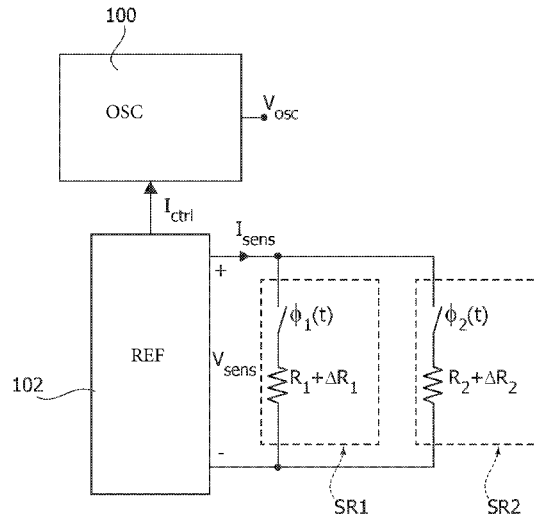 100
OSC
V_osc
I_ctrl
I_sens
+
ϕ_1(t)
ϕ_2(t)
REF
V_sens
R_1+ΔR_1
R_2+ΔR_2
102
-
SR1
SR2